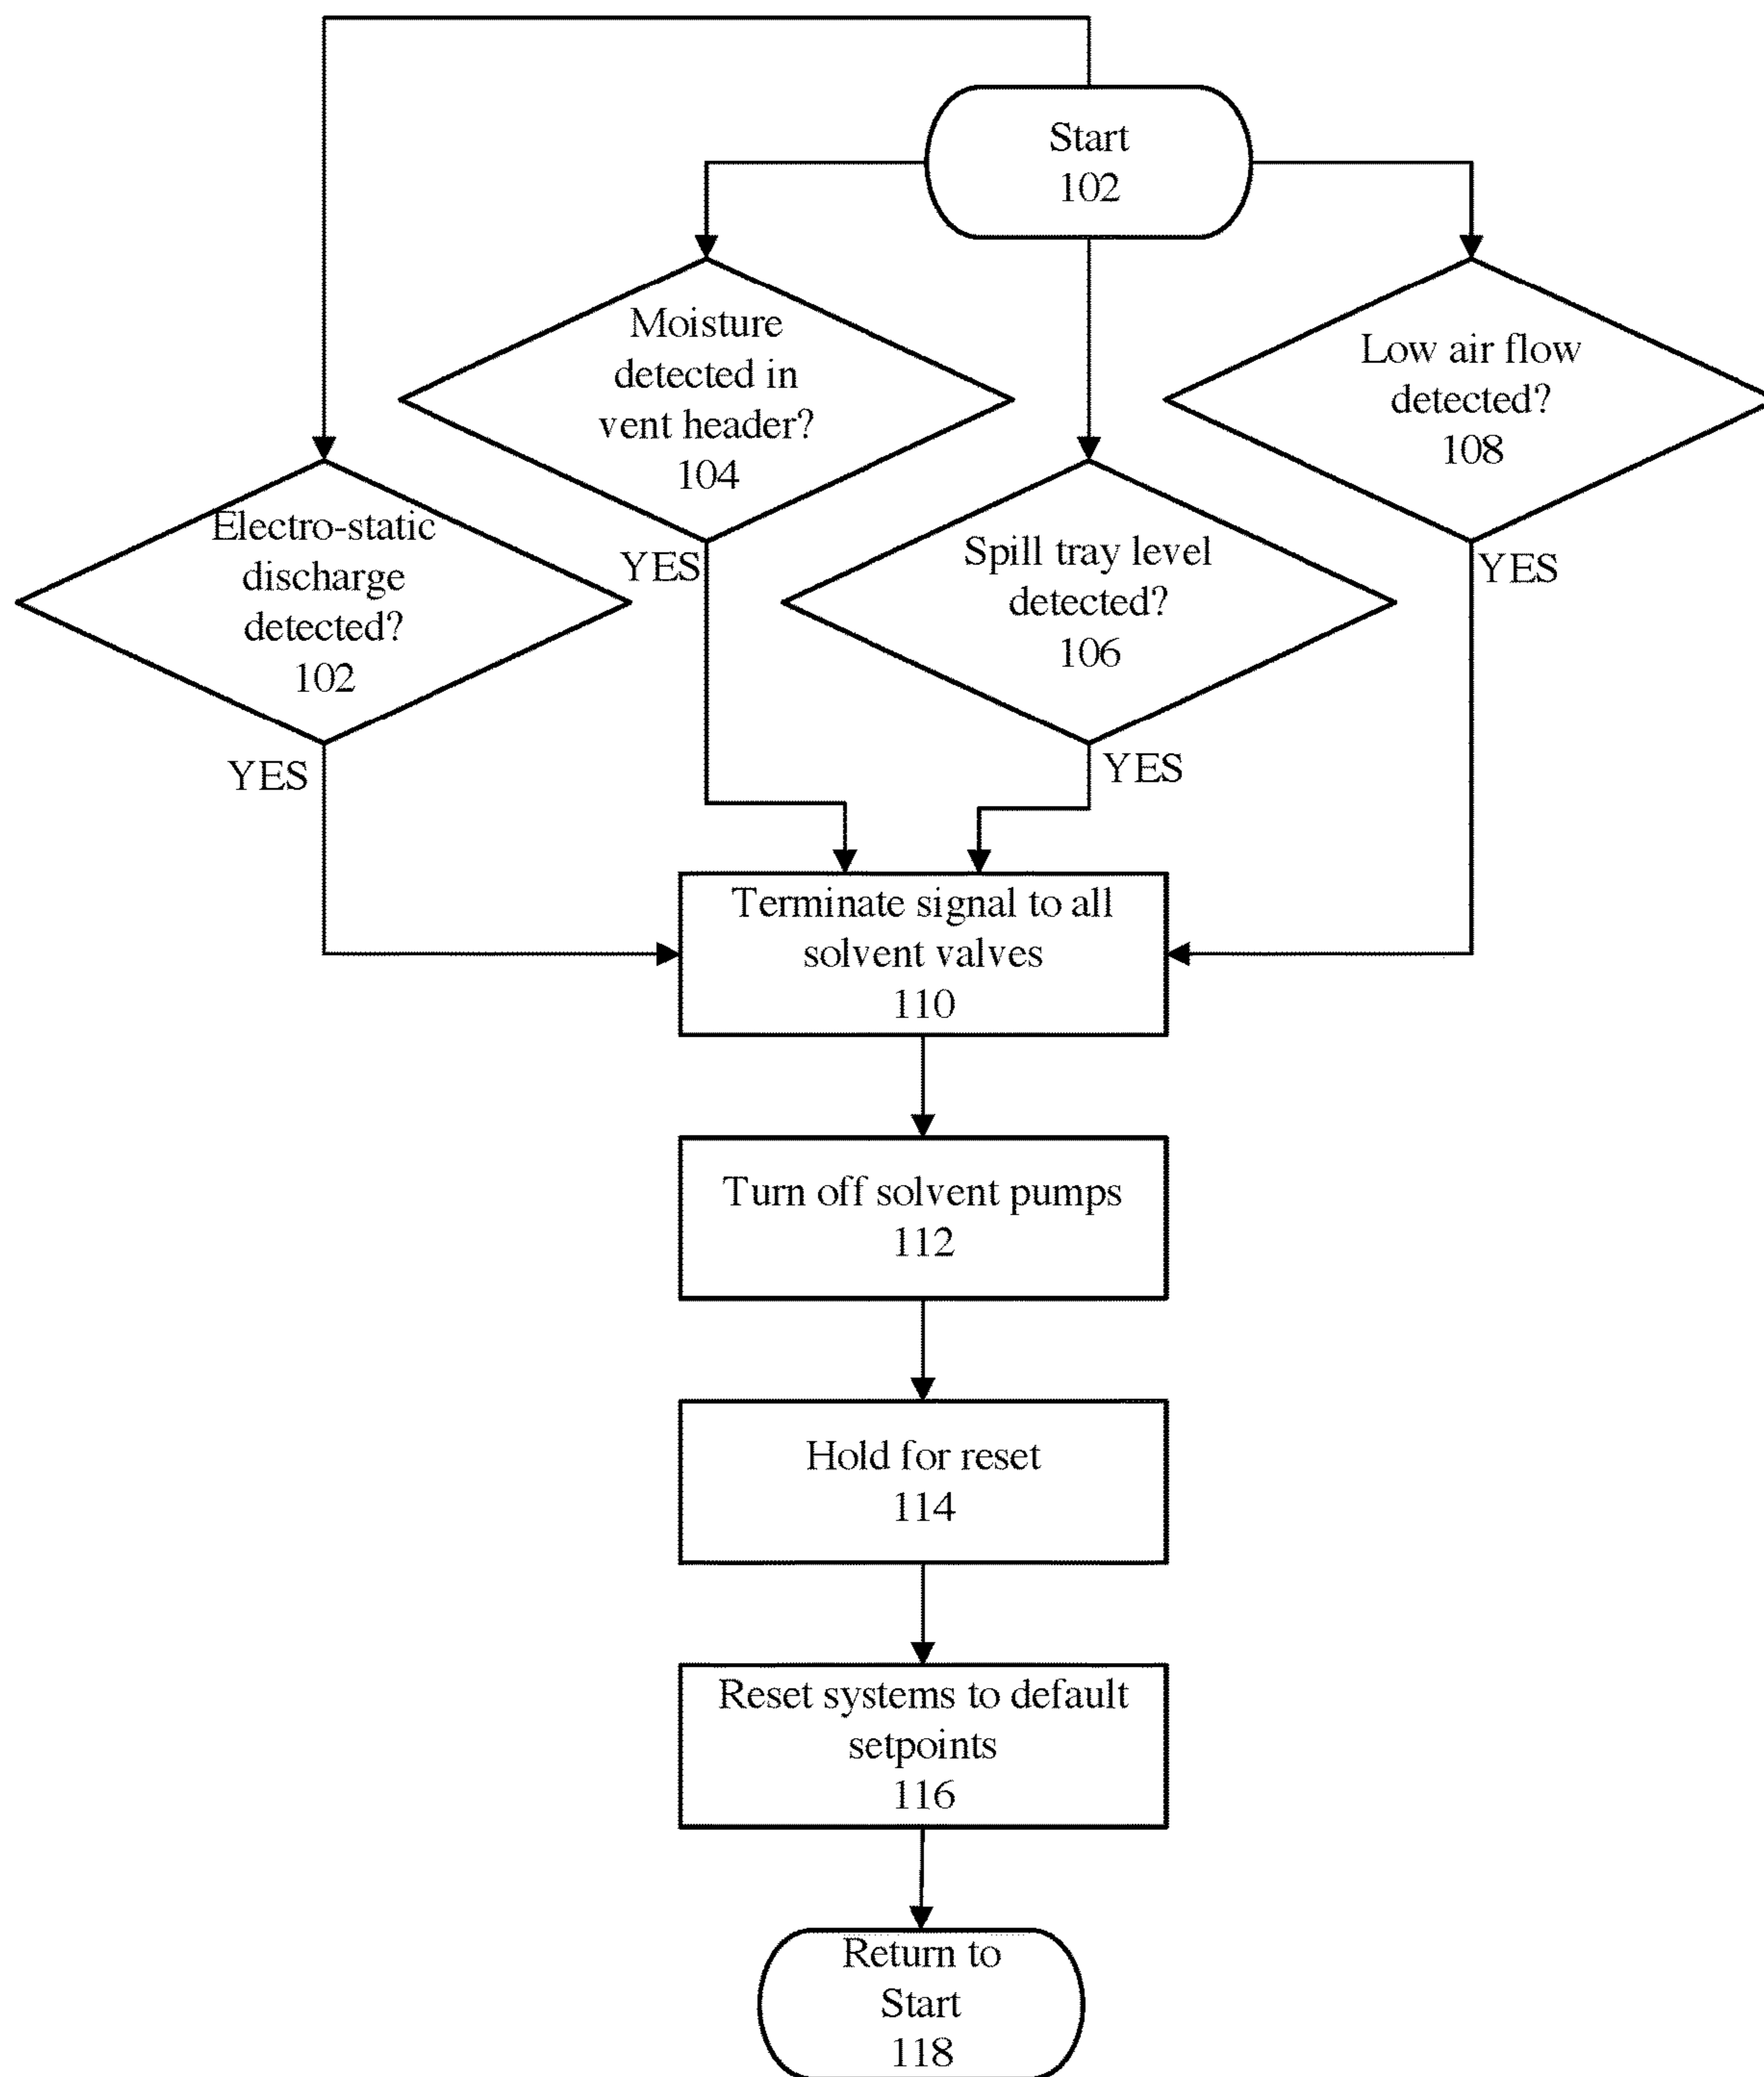 Start
102
Moisture
detected in
vent header?
104
Low air flow
detected?
108
Electro-static
discharge
detected?
102
Spill tray level
detected?
106
YES
YES
YES
YES
Terminate signal to all
solvent valves
110
Turn off solvent pumps
112
Hold for reset
114
Reset systems to default
setpoints
116
Return to
Start
118